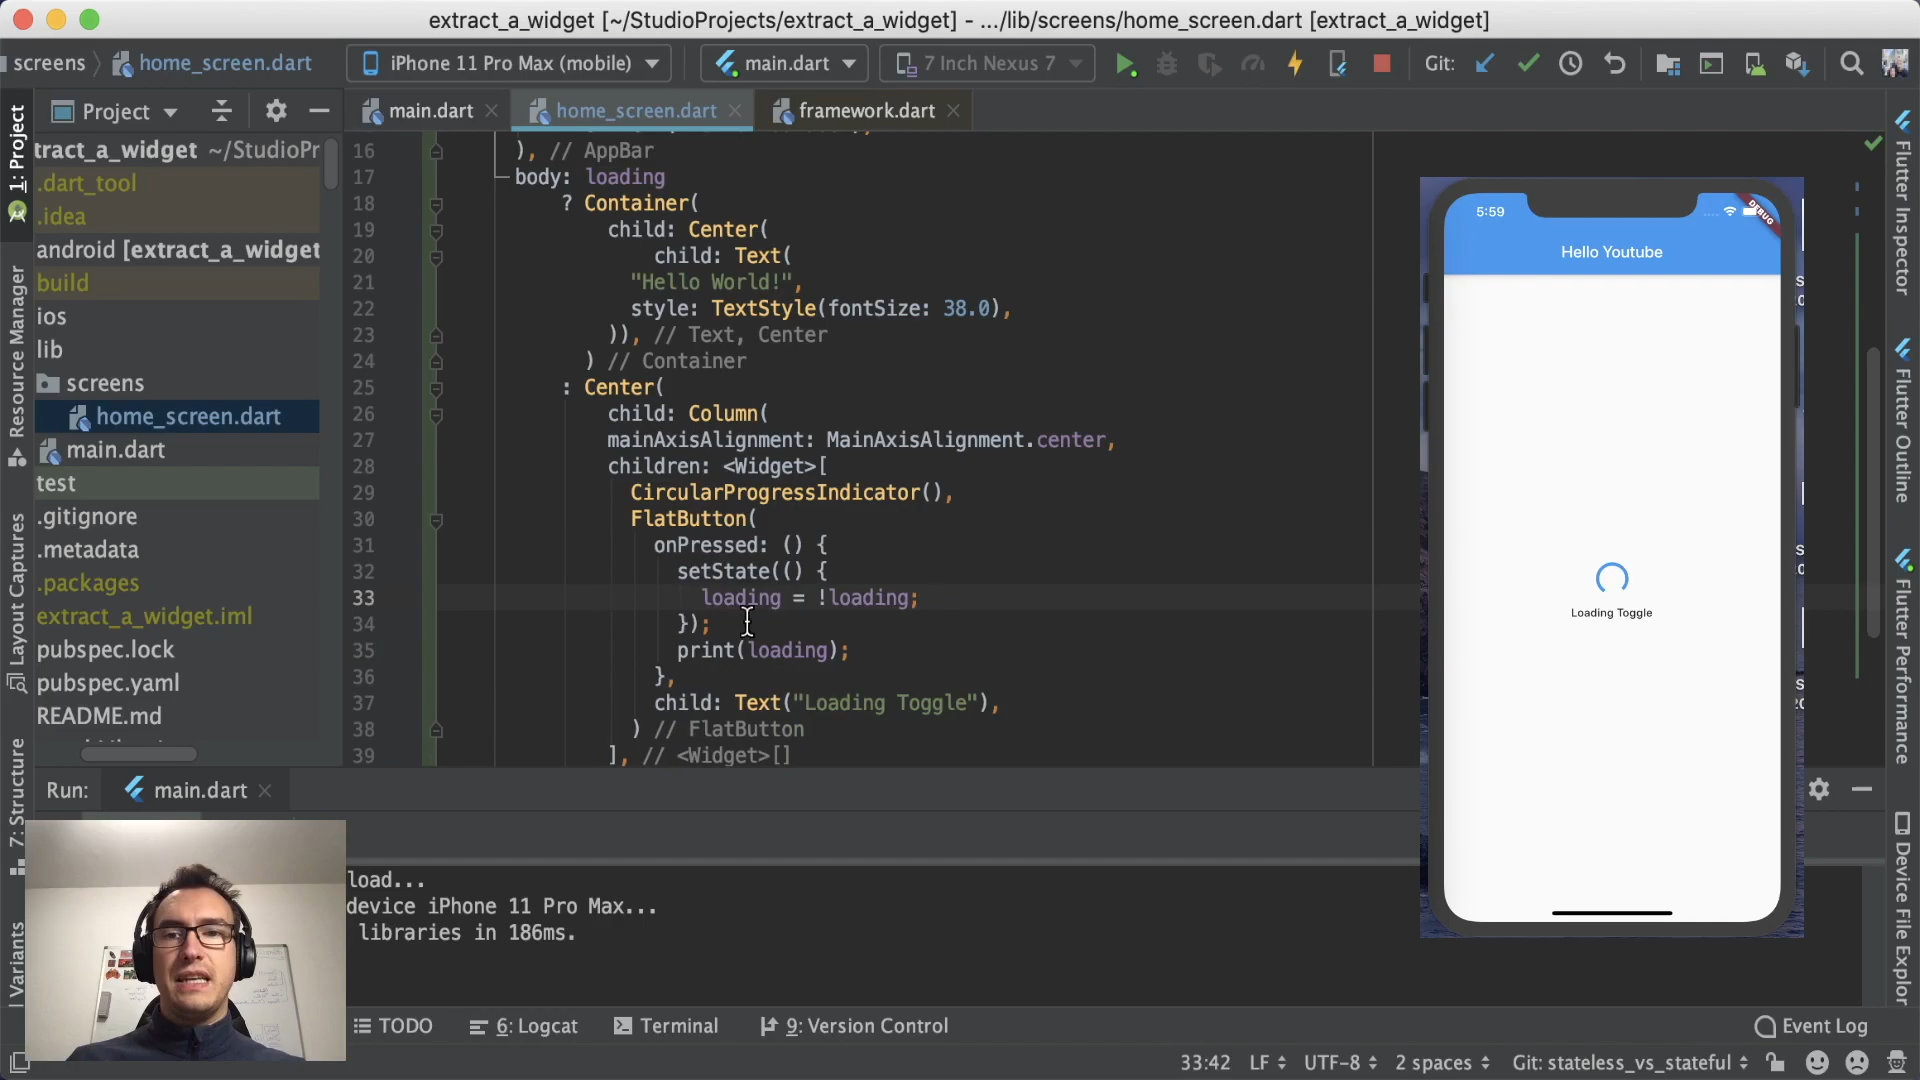 extract_a_widget [~/StudioProjects/extract_a_widget] - .../lib/screens/home_screen.dart [extract_a_widget]
screens home_screen.dart iPhone 11 Pro Max (mobile) main.dart 7 Inch Nexus 7 Git:
Project main.dart home_screen.dart framework.dart
1: Project
Resource Manager
Layout Captures
7: Structure
Variants
tract_a_widget ~/StudioPr
.dart_tool
.idea
android [extract_a_widget
build
ios
lib
screens
home_screen.dart
main.dart
test
.gitignore
.metadata
.packages
extract_a_widget.iml
pubspec.lock
pubspec.yaml
README.md
16 ), // AppBar
17 body: loading
18 ? Container(
19 child: Center(
20 child: Text(
21 "Hello World!",
22 style: TextStyle(fontSize: 38.0),
23 )), // Text, Center
24 ) // Container
25 : Center(
26 child: Column(
27 mainAxisAlignment: MainAxisAlignment.center,
28 children: <Widget>[
29 CircularProgressIndicator(),
30 FlatButton(
31 onPressed: () {
32 setState(() {
33 loading = !loading;
34 });
35 print(loading);
36 },
37 child: Text("Loading Toggle"),
38 ) // FlatButton
39 ], // <Widget>[]
5:59
DEBUG
Hello Youtube
Loading Toggle
Flutter Inspector
Flutter Outline
Flutter Performance
Device File Explor
Run: main.dart
load...
device iPhone 11 Pro Max...
libraries in 186ms.
TODO 6: Logcat Terminal 9: Version Control Event Log
33:42 LF UTF-8 2 spaces Git: stateless_vs_stateful